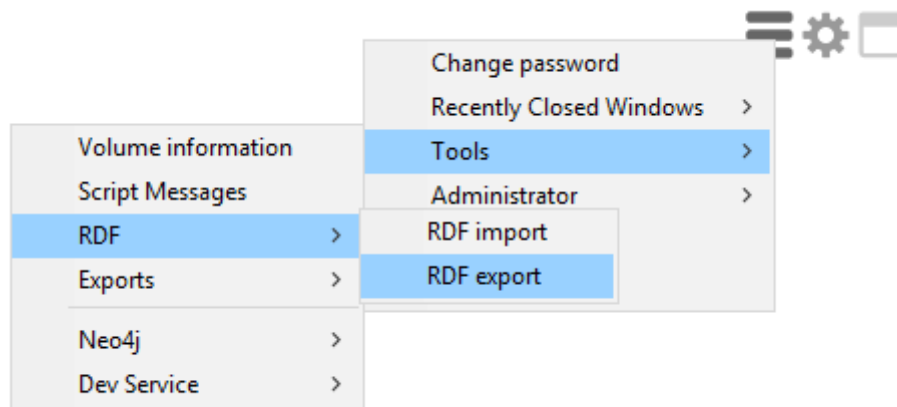 Change password
Recently Closed Windows
Tools
Administrator
Volume information
Script Messages
RDF
Exports
Neo4j
Dev Service
RDF import
RDF export